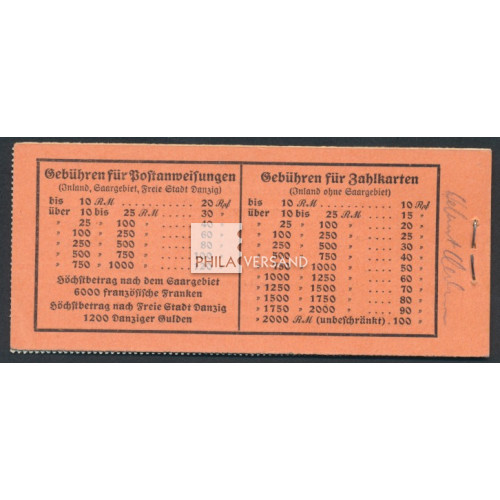 Gebühren für Postanweisungen
(Inland, Saargebiet, Freie Stadt Danzig)
bis 10 RM 20 Rpf
über 10 bis 25 RM 30 "
" 25 " 100 " 40 "
" 100 " 250 " 60 "
" 250 " 500 " 80 "
" 500 " 750 "
" 750 " 1000 "
Höchstbetrag nach dem Saargebiet
6000 französische Franken
Höchstbetrag nach Freie Stadt Danzig
1200 Danziger Gulden
Gebühren für Zahlkarten
(Inland ohne Saargebiet)
bis 10 RM 10 Rpf
über 10 bis 25 RM 15 "
" 25 " 100 " 20 "
" 100 " 250 " 25 "
" 250 " 500 " 30 "
" 500 " 750 " 40 "
" 750 " 1000 " 50 "
" 1000 " 1250 " 60 "
" 1250 " 1500 " 70 "
" 1500 " 1750 " 80 "
" 1750 " 2000 " 90 "
" 2000 RM (unbeschränkt) . 100 "
PHILA VERSAND